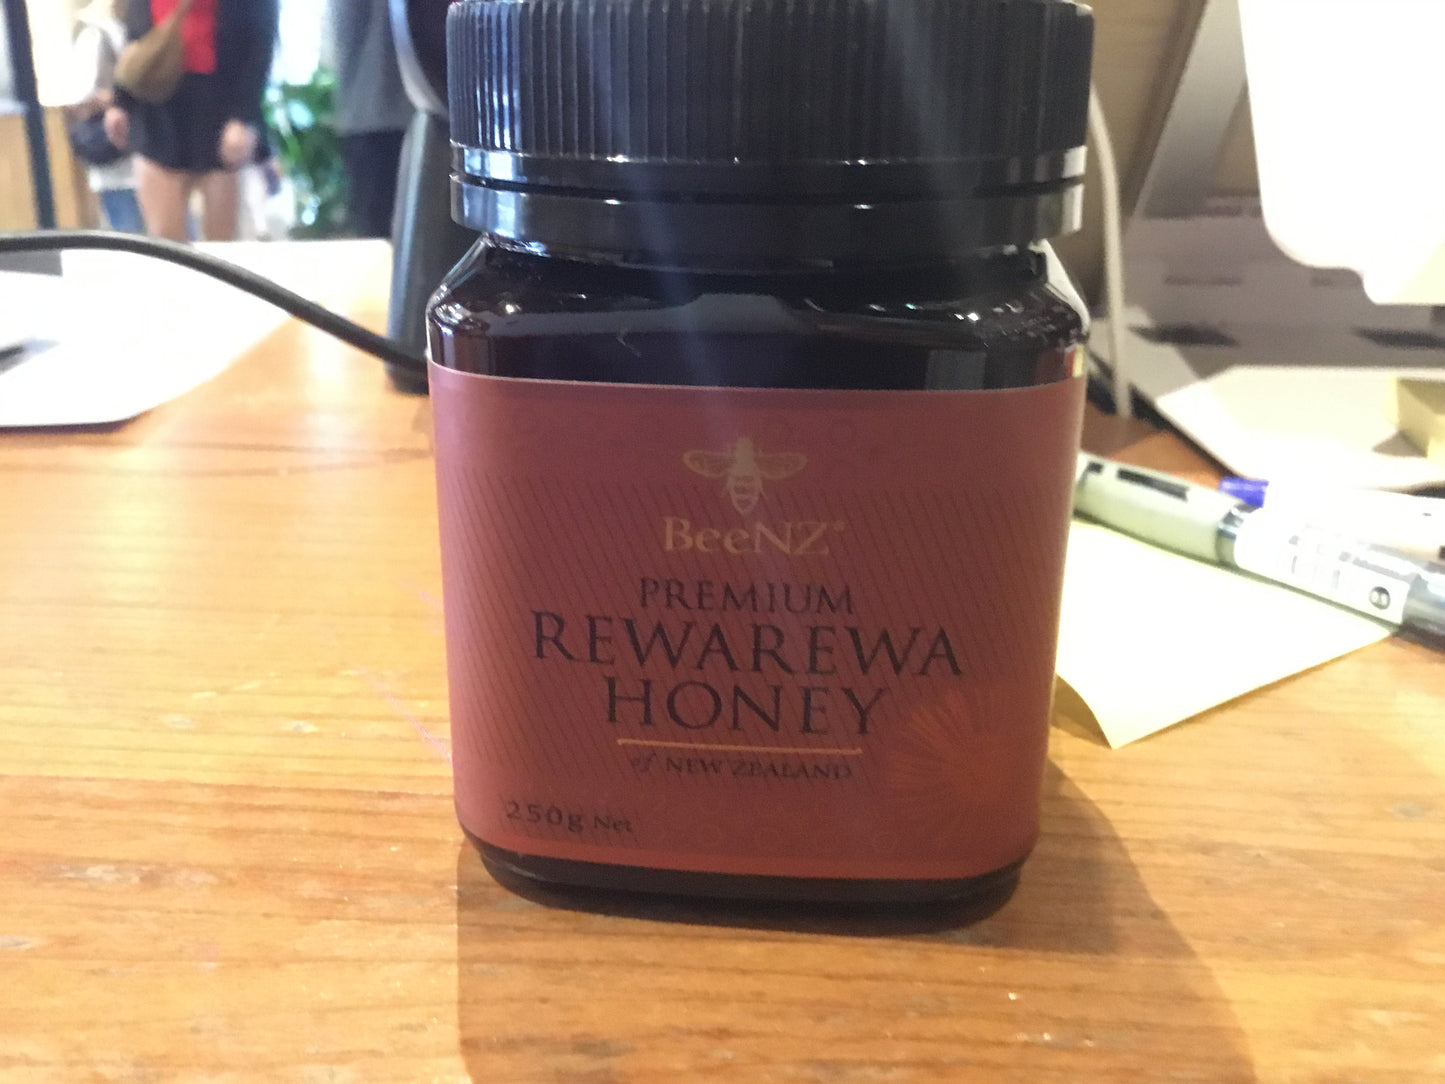 BeeNZ®
PREMIUM
REWAREWA
HONEY
of NEW ZEALAND
250g Net